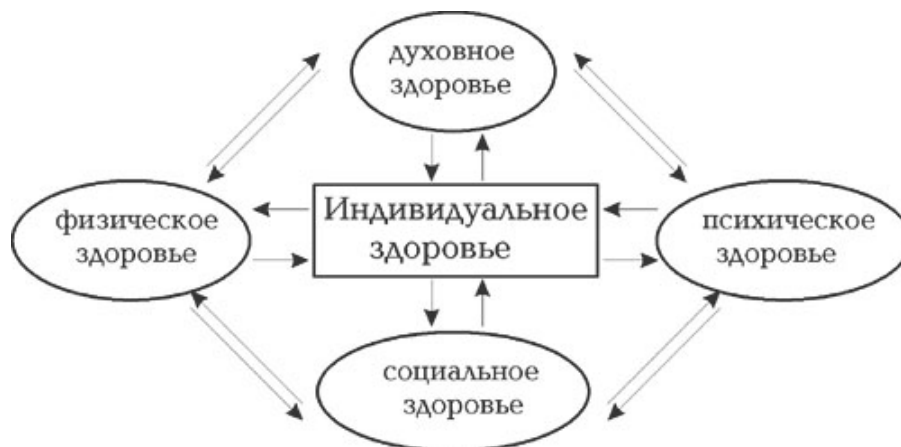 духовное
здоровье
физическое
здоровье
Индивидуальное
здоровье
психическое
здоровье
социальное
здоровье